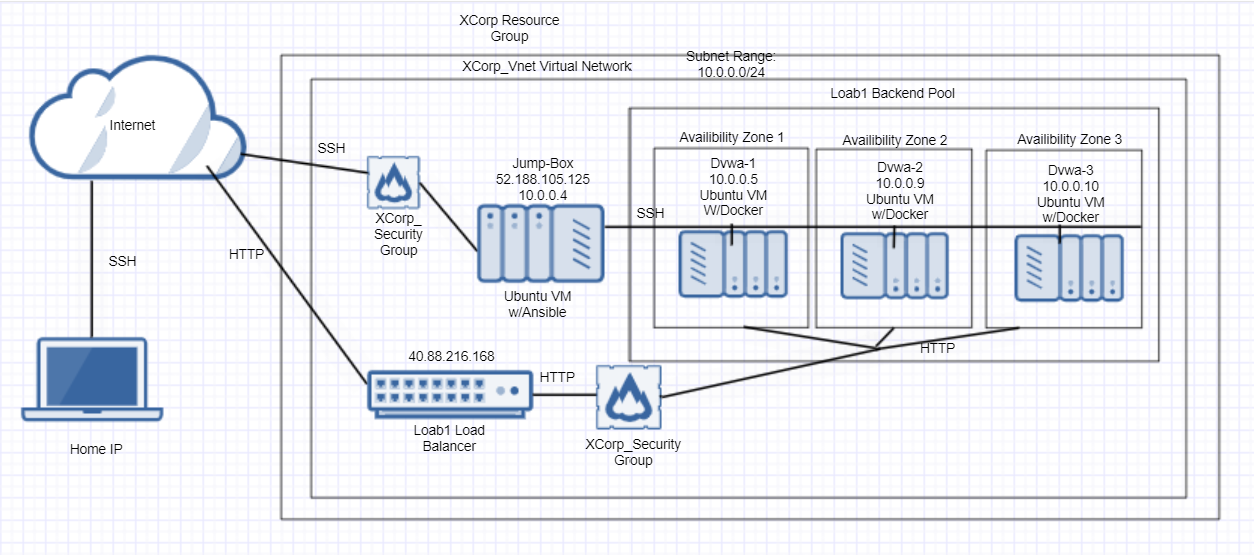 XCorp Resource
Group
XCorp_Vnet Virtual Network
Subnet Range:
10.0.0.0/24
Loab1 Backend Pool
Internet
SSH
Availibility Zone 1
Availibility Zone 2
Availibility Zone 3
Jump-Box
52.188.105.125
10.0.0.4
Dvwa-1
10.0.0.5
Ubuntu VM
W/Docker
Dvwa-2
10.0.0.9
Ubuntu VM
w/Docker
Dvwa-3
10.0.0.10
Ubuntu VM
w/Docker
SSH
XCorp_
Security
Group
HTTP
SSH
Ubuntu VM
w/Ansible
40.88.216.168
HTTP
HTTP
Loab1 Load
Balancer
XCorp_Security
Group
Home IP